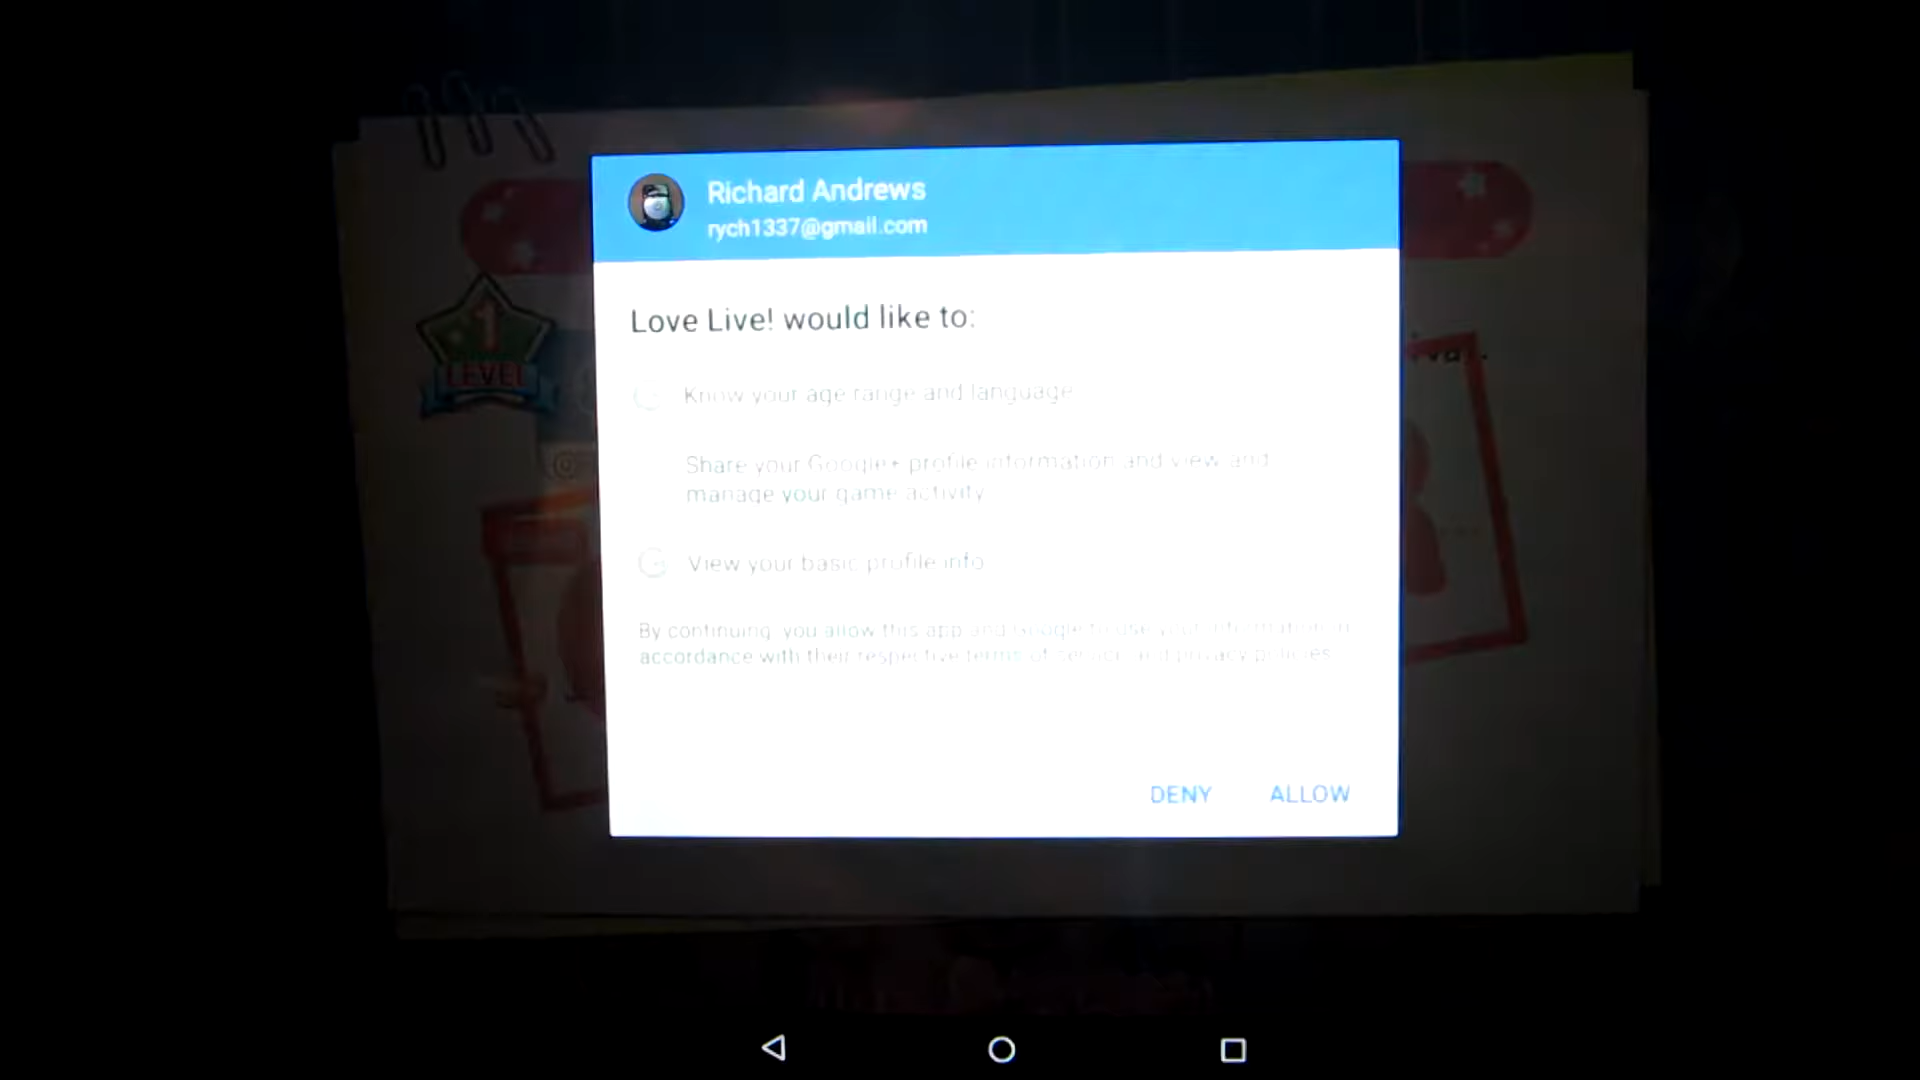 Richard Andrews
rych1337@gmail.com
Love Live! would like to:
1
LEVEL
Know your age range and language
Share your Google+ profile information and view and
manage your game activity
View your basic profile info
By continuing, you allow this app and Google to use your information in
accordance with their respective terms of service and privacy policies.
DENY ALLOW